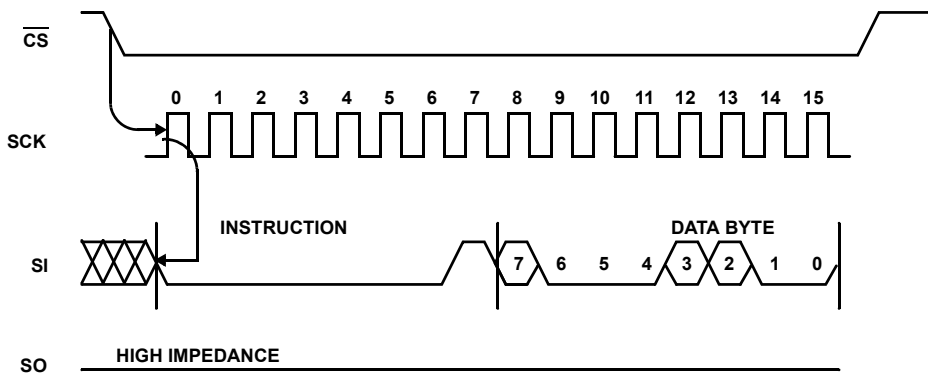 CS
0 1 2 3 4 5 6 7 8 9 10 11 12 13 14 15
SCK
INSTRUCTION DATA BYTE
SI 7 6 5 4 3 2 1 0
HIGH IMPEDANCE
SO